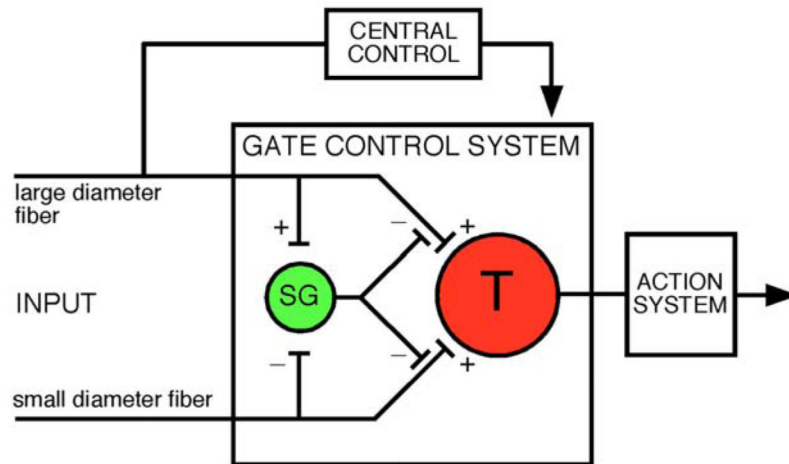 CENTRAL
CONTROL
GATE CONTROL SYSTEM
large diameter
fiber
+
−
+
SG
T
INPUT
ACTION
SYSTEM
−
−
+
small diameter fiber